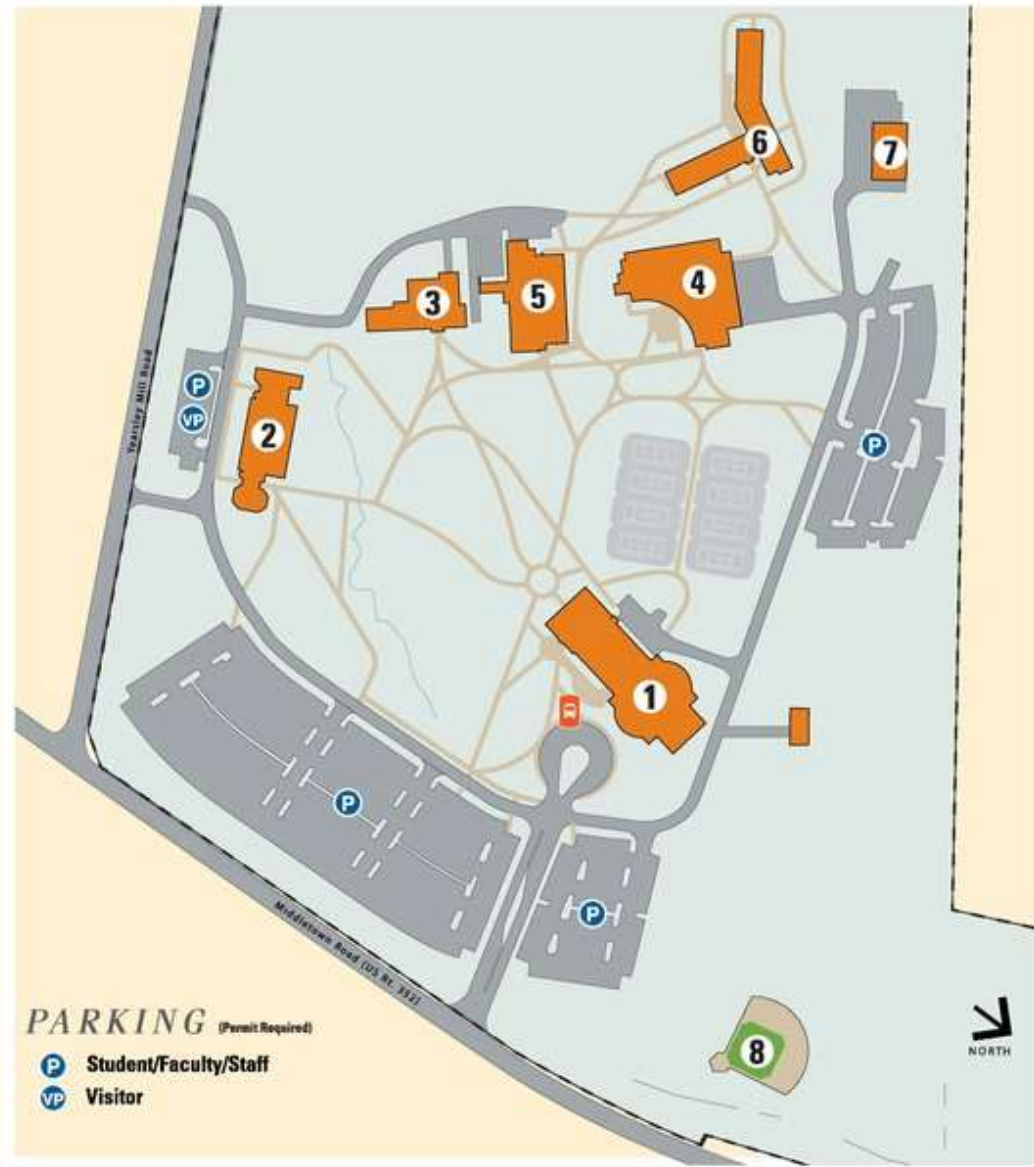 6
7
4
5
3
Yearsley Mill Road
P
VP
2
P
1
P
P
Middletown Road (US Rt. 352)
PARKING (Permit Required)
P Student/Faculty/Staff
VP Visitor
8
NORTH